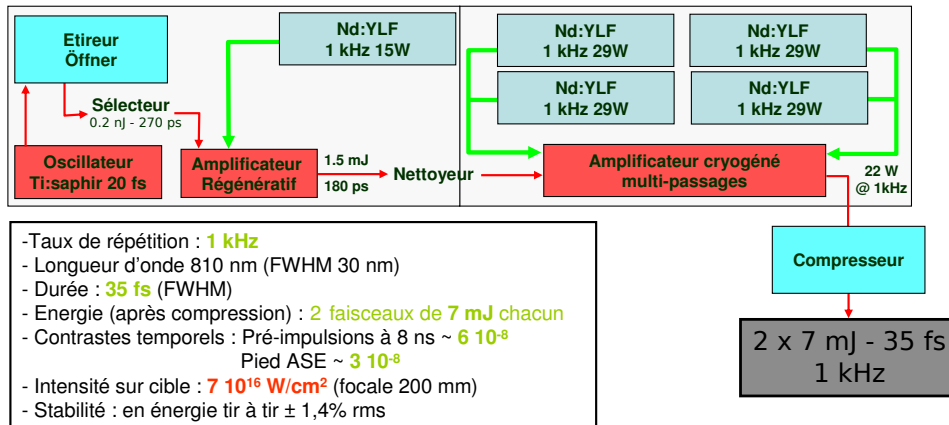 Etireur
Öffner
Nd:YLF
1 kHz 15W
Nd:YLF
1 kHz 29W
Nd:YLF
1 kHz 29W
Nd:YLF
1 kHz 29W
Nd:YLF
1 kHz 29W
Sélecteur
0.2 nJ - 270 ps
Oscillateur
Ti:saphir 20 fs
Amplificateur
Régénératif
1.5 mJ
180 ps
Nettoyeur
Amplificateur cryogéné
multi-passages
22 W
@ 1kHz
Compresseur
2 x 7 mJ - 35 fs
1 kHz
-Taux de répétition : 1 kHz
- Longueur d'onde 810 nm (FWHM 30 nm)
- Durée : 35 fs (FWHM)
- Energie (après compression) : 2 faisceaux de 7 mJ chacun
- Contrastes temporels : Pré-impulsions à 8 ns ~ 6 10⁻⁸
Pied ASE ~ 3 10⁻⁸
- Intensité sur cible : 7 10¹⁶ W/cm² (focale 200 mm)
- Stabilité : en énergie tir à tir ± 1,4% rms